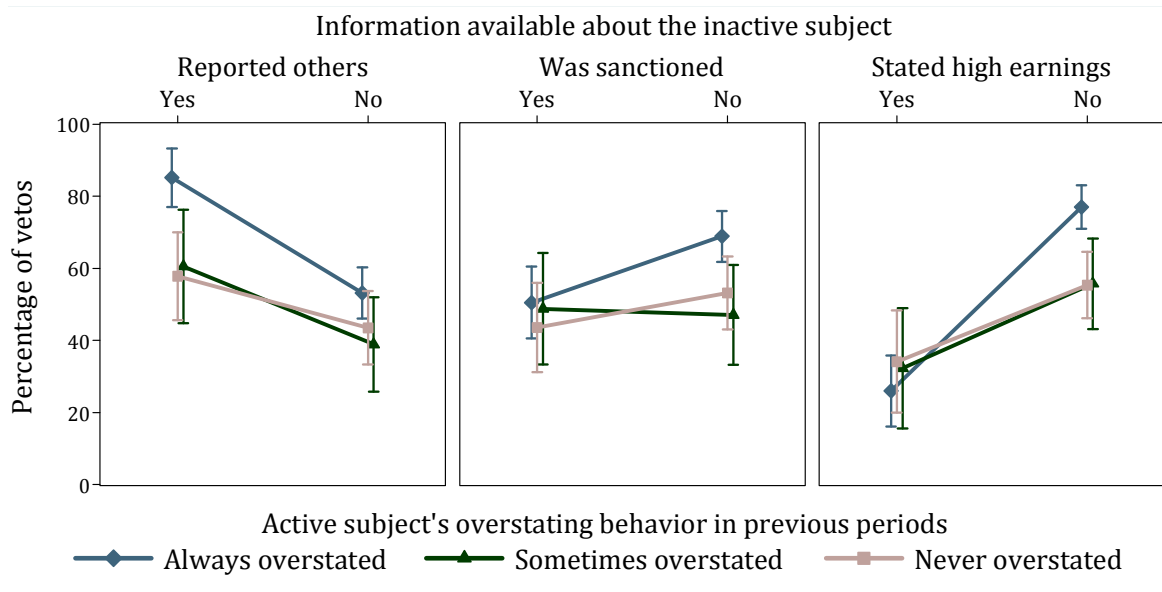 Information available about the inactive subject
Reported others Was sanctioned Stated high earnings
Yes No Yes No Yes No
Percentage of vetos
100
80
60
40
20
0
Active subject's overstating behavior in previous periods
Always overstated Sometimes overstated Never overstated